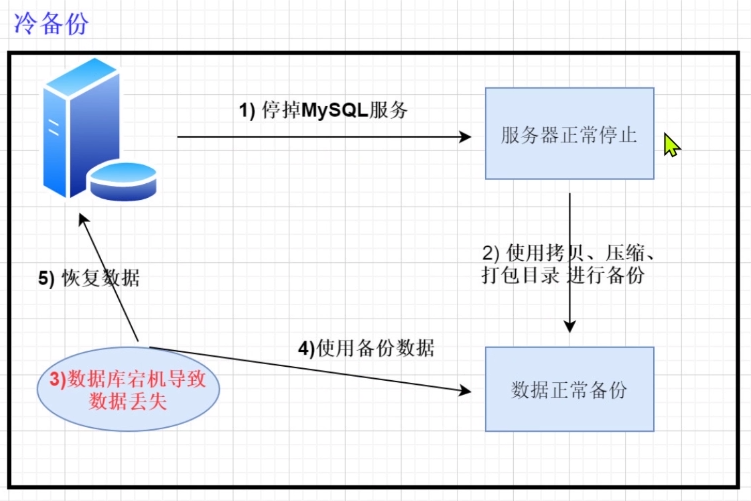 冷备份
1) 停掉MySQL服务
服务器正常停止
2) 使用拷贝、压缩、
打包目录 进行备份
5) 恢复数据
4)使用备份数据
3)数据库宕机导致
数据丢失
数据正常备份